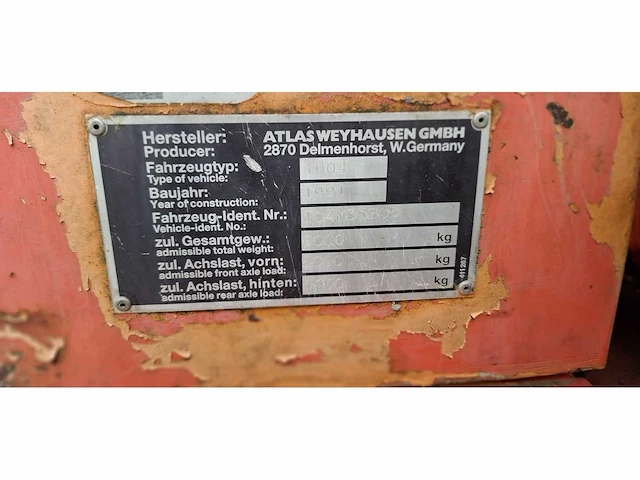 Hersteller: ATLAS WEYHAUSEN GMBH
Producer: 2870 Delmenhorst, W.Germany
Fahrzeugtyp: 1404
Type of vehicle:
Baujahr: 1991
Year of construction:
Fahrzeug-Ident. Nr.:
Vehicle-ident. No.:
zul. Gesamtgew.: kg
admissible total weight:
zul. Achslast, vorn: kg
admissible front axle load:
zul. Achslast, hinten: kg
admissible rear axle load: